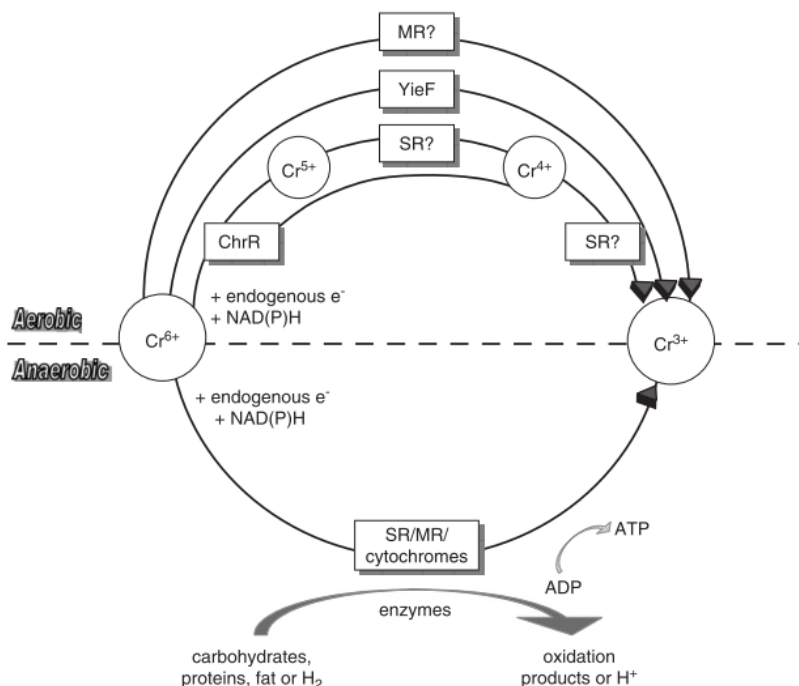 MR?
YieF
SR?
Cr⁵⁺
Cr⁴⁺
ChrR
SR?
+ endogenous e⁻
+ NAD(P)H
Aerobic
Cr⁶⁺
Cr³⁺
Anaerobic
+ endogenous e⁻
+ NAD(P)H
SR/MR/
cytochromes
ATP
ADP
enzymes
carbohydrates,
proteins, fat or H₂
oxidation
products or H⁺